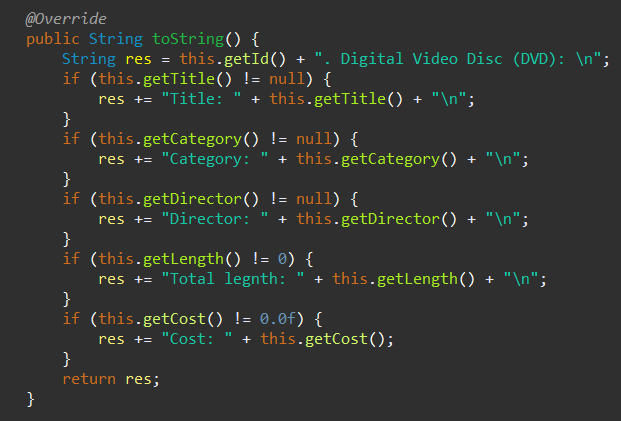 @Override
public String toString() {
    String res = this.getId() + ". Digital Video Disc (DVD): \n";
    if (this.getTitle() != null) {
        res += "Title: " + this.getTitle() + "\n";
    }
    if (this.getCategory() != null) {
        res += "Category: " + this.getCategory() + "\n";
    }
    if (this.getDirector() != null) {
        res += "Director: " + this.getDirector() + "\n";
    }
    if (this.getLength() != 0) {
        res += "Total legnth: " + this.getLength() + "\n";
    }
    if (this.getCost() != 0.0f) {
        res += "Cost: " + this.getCost();
    }
    return res;
}